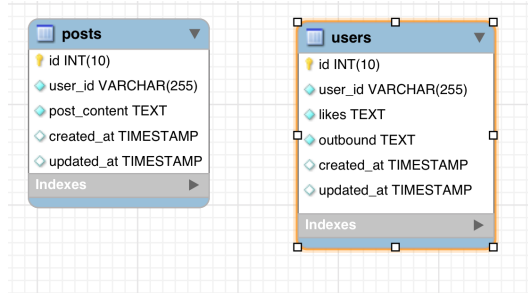 posts
id INT(10)
user_id VARCHAR(255)
post_content TEXT
created_at TIMESTAMP
updated_at TIMESTAMP
Indexes
users
id INT(10)
user_id VARCHAR(255)
likes TEXT
outbound TEXT
created_at TIMESTAMP
updated_at TIMESTAMP
Indexes